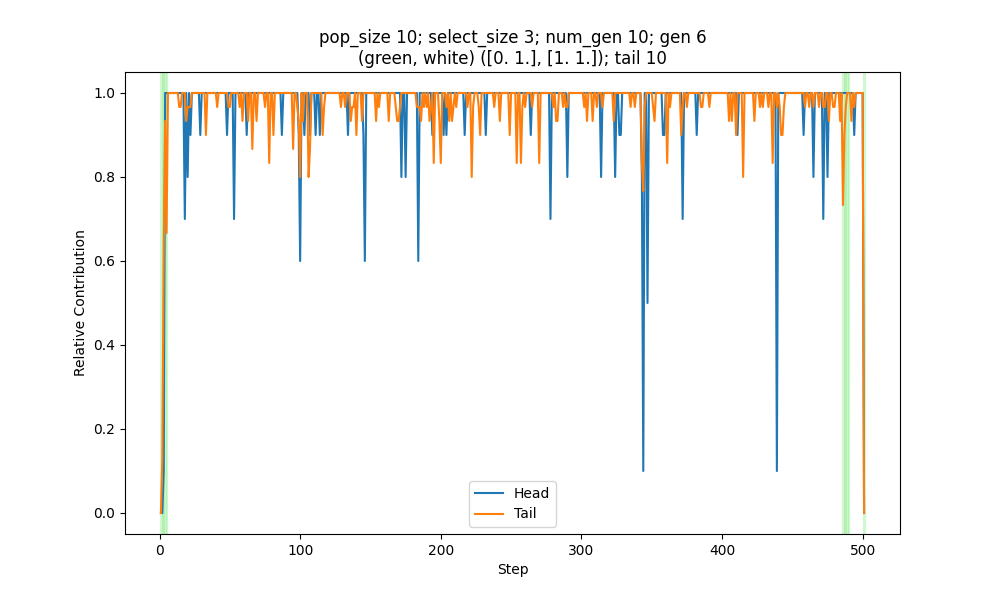 pop_size 10; select_size 3; num_gen 10; gen 6
(green, white) ([0. 1.], [1. 1.]); tail 10
Relative Contribution
1.0
0.8
0.6
0.4
0.2
0.0
Head
Tail
0
100
200
300
400
500
Step